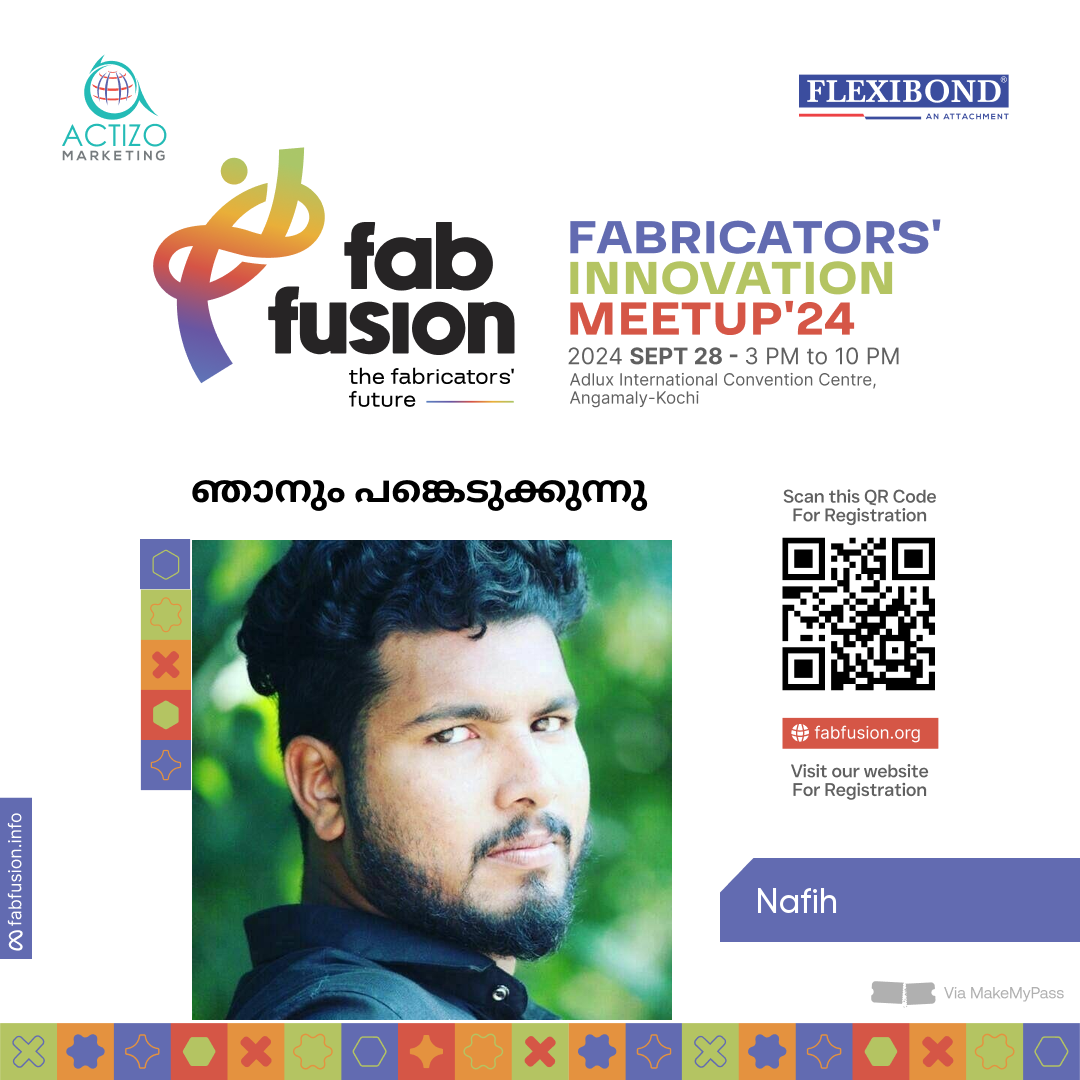 ACTIZO
MARKETING
FLEXIBOND®
AN ATTACHMENT
fab
fusion
the fabricators'
future
FABRICATORS'
INNOVATION
MEETUP'24
2024 SEPT 28 - 3 PM to 10 PM
Adlux International Convention Centre,
Angamaly-Kochi
ഞാനും പങ്കെടുക്കുന്നു
Scan this QR Code
For Registration
fabfusion.org
Visit our website
For Registration
fabfusion.info
Nafih
Via MakeMyPass